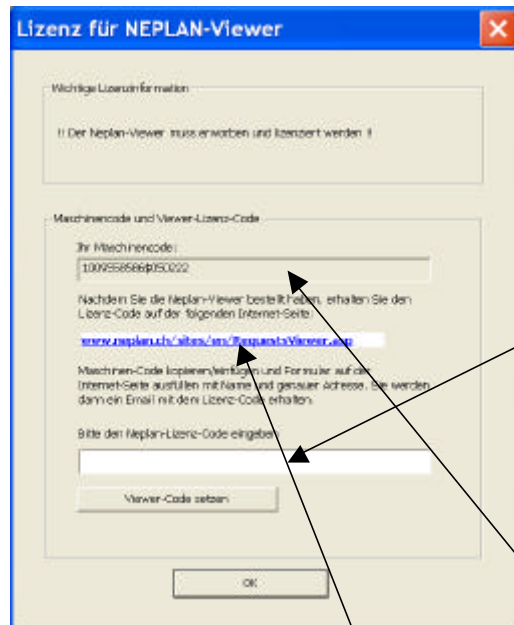 Lizenz für NEPLAN-Viewer
Wichtige Lizenzinformation
!! Der Neplan-Viewer muss erworben und lizenziert werden !!
Maschinencode und Viewer-Lizenz-Code
Ihr Maschinencode:
1009558586$050222
Nachdem Sie die Neplan-Viewer bestellt haben, erhalten Sie den
Lizenz-Code auf der folgenden Internet-Seite:
www.neplan.ch/sites/en/RequestsViewer.asp
Maschinen-Code kopieren/einfügen und Formular auf der
Internet-Seite ausfüllen mit Name und genauer Adresse. Sie werden
dann ein Email mit dem Lizenz-Code erhalten.
Bitte den Neplan-Lizenz-Code eingeben:
Viewer-Code setzen
OK